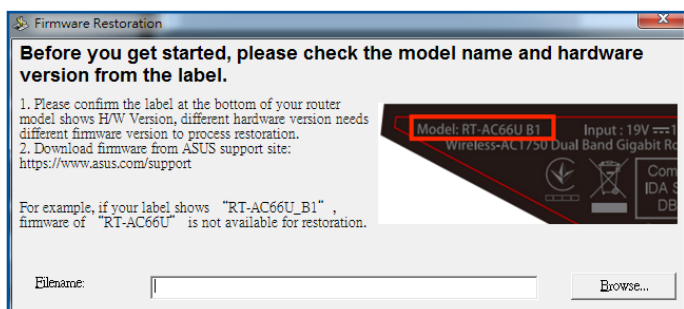 Firmware Restoration
Before you get started, please check the model name and hardware
version from the label.
1. Please confirm the label at the bottom of your router
model shows H/W Version, different hardware version needs
different firmware version to process restoration.
2. Download firmware from ASUS support site:
https://www.asus.com/support
For example, if your label shows “RT-AC66U_B1”,
firmware of “RT-AC66U” is not available for restoration.
Model: RT-AC66U B1 Input : 19V
Wireless-AC1750 Dual Band Gigabit
IDA
DB
Filename:
Browse...